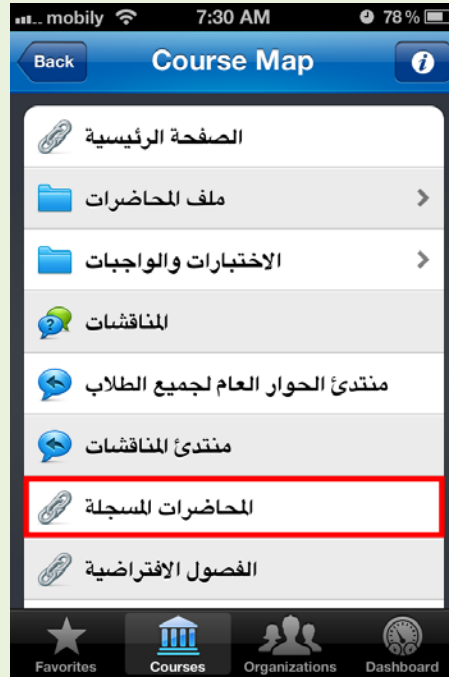 mobily 7:30 AM 78%
Back Course Map i
الصفحة الرئيسية
ملف المحاضرات
الاختبارات والواجبات
المناقشات
منتدئ الحوار العام لجميع الطلاب
منتدئ المناقشات
المحاضرات المسجلة
الفصول الافتراضية
Favorites Courses Organizations Dashboard